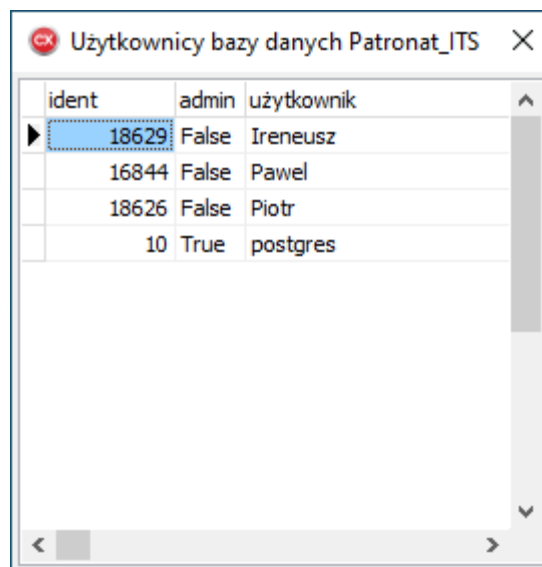 CX Użytkownicy bazy danych Patronat_ITS
ident admin użytkownik
18629 False Ireneusz
16844 False Pawel
18626 False Piotr
10 True postgres